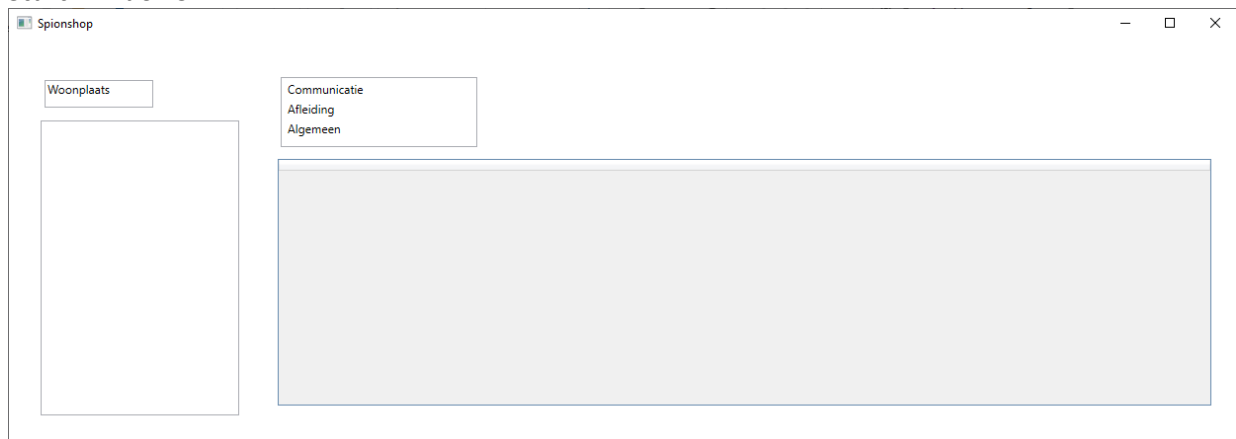 Spionshop
Woonplaats
Communicatie
Afleiding
Algemeen